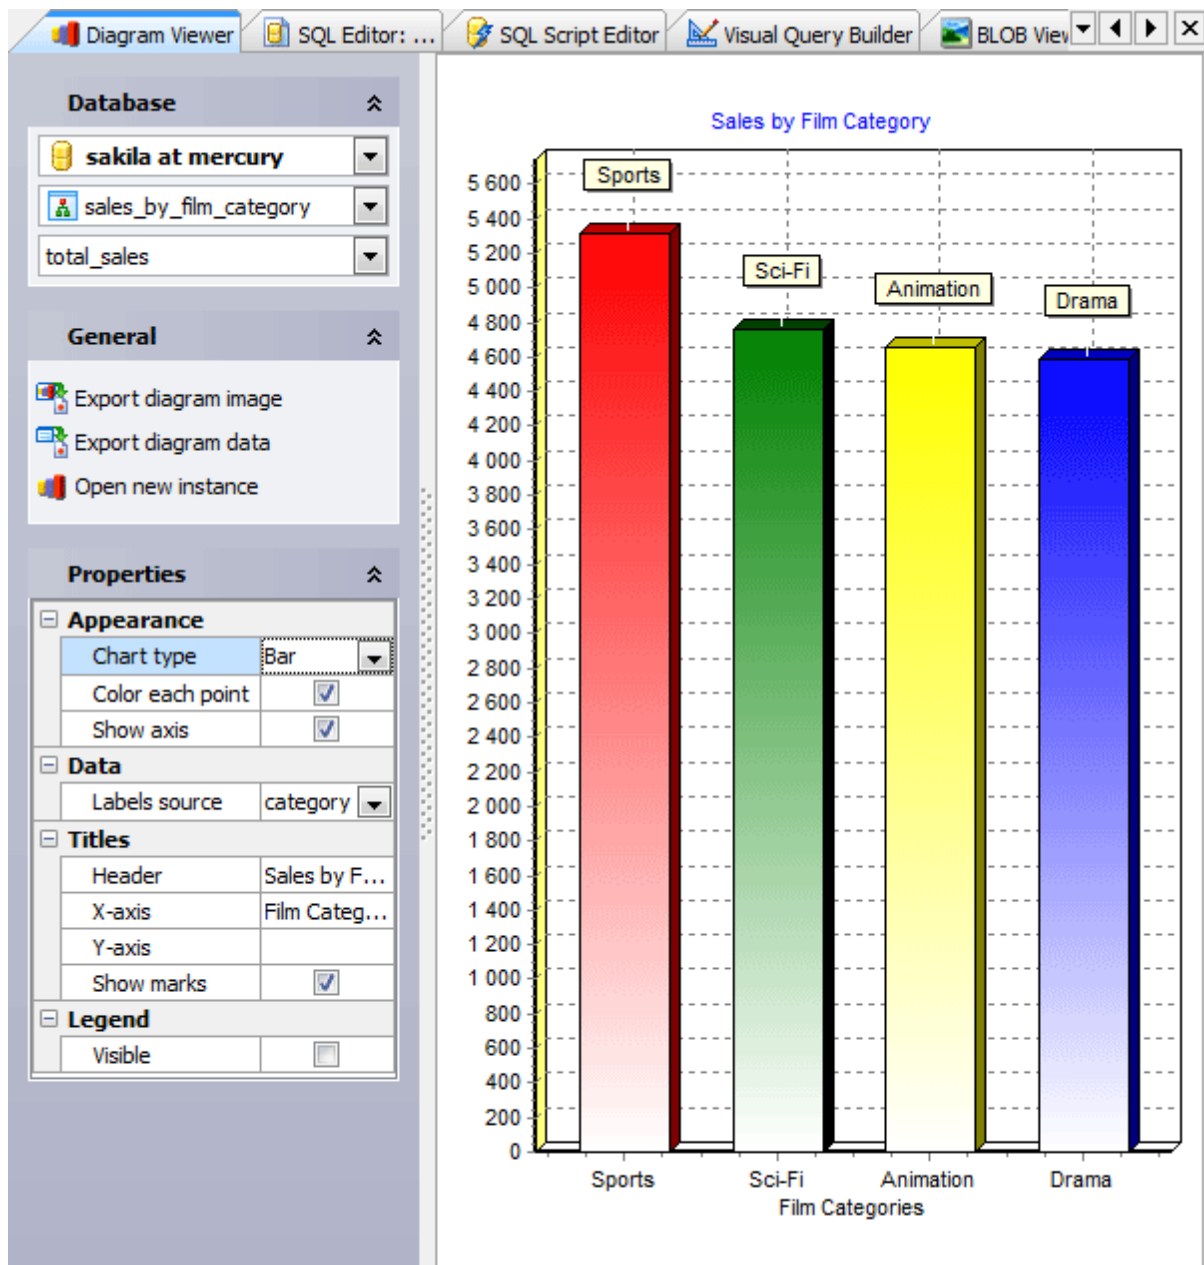 Diagram Viewer
SQL Editor: ...
SQL Script Editor
Visual Query Builder
BLOB View
Database
sakila at mercury
sales_by_film_category
total_sales
General
Export diagram image
Export diagram data
Open new instance
Properties
Appearance
Chart type Bar
Color each point
Show axis
Data
Labels source category
Titles
Header Sales by F...
X-axis Film Categ...
Y-axis
Show marks
Legend
Visible
Sales by Film Category
5 600
5 400
5 200
5 000
4 800
4 600
4 400
4 200
4 000
3 800
3 600
3 400
3 200
3 000
2 800
2 600
2 400
2 200
2 000
1 800
1 600
1 400
1 200
1 000
800
600
400
200
0
Sports
Sci-Fi
Animation
Drama
Sports Sci-Fi Animation Drama
Film Categories